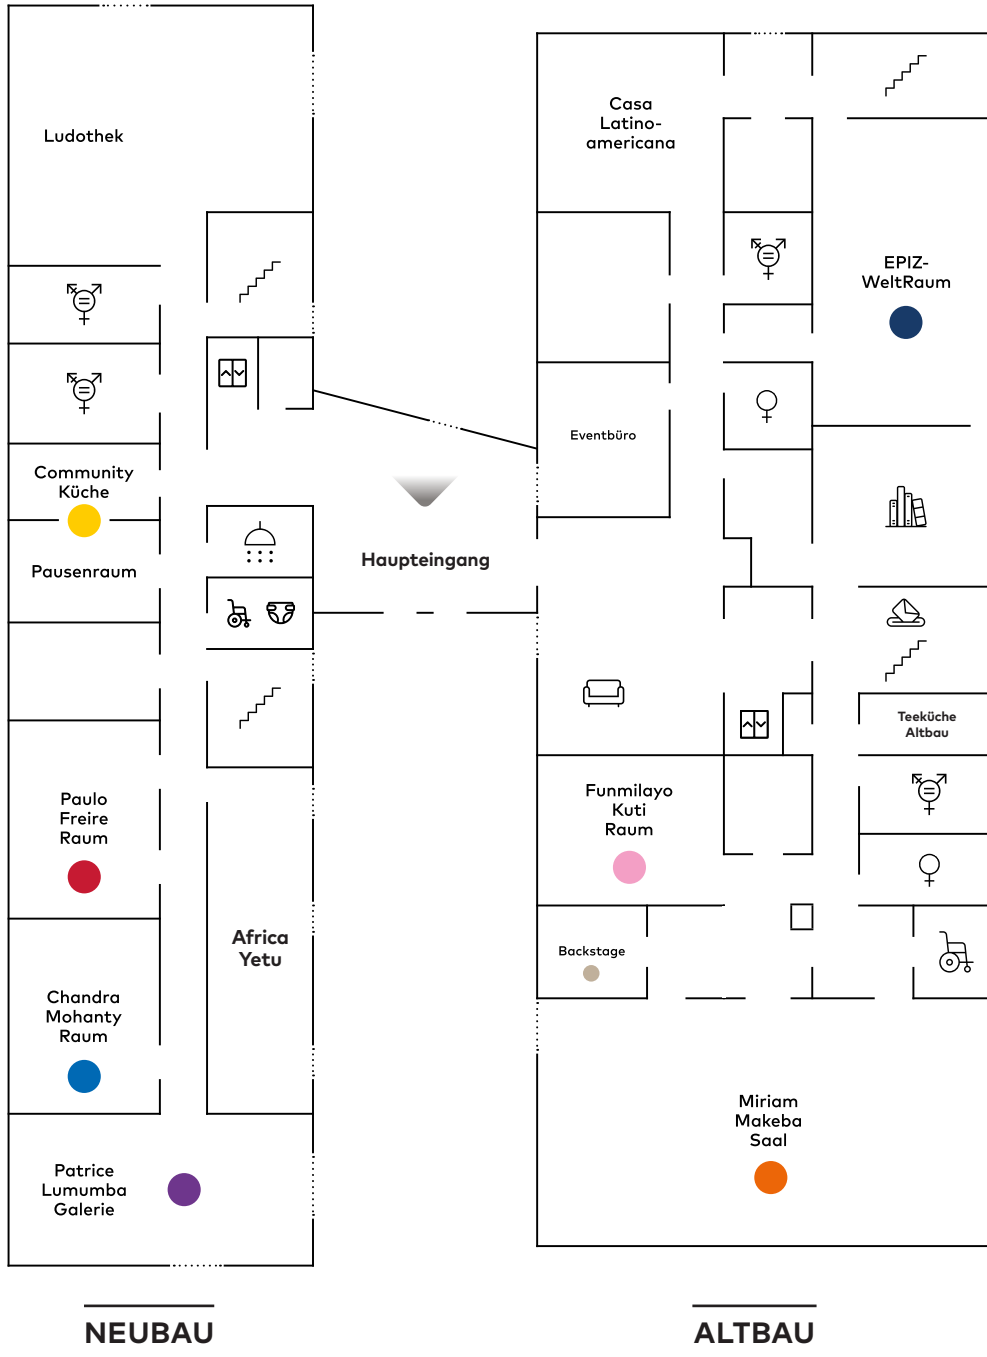 Ludothek
Community
Küche
Pausenraum
Paulo
Freire
Raum
Chandra
Mohanty
Raum
Africa
Yetu
Patrice
Lumumba
Galerie
NEUBAU
Haupteingang
Casa
Latino-
americana
EPIZ-
WeltRaum
Eventbüro
Teeküche
Altbau
Funmilayo
Kuti
Raum
Backstage
Miriam
Makeba
Saal
ALTBAU